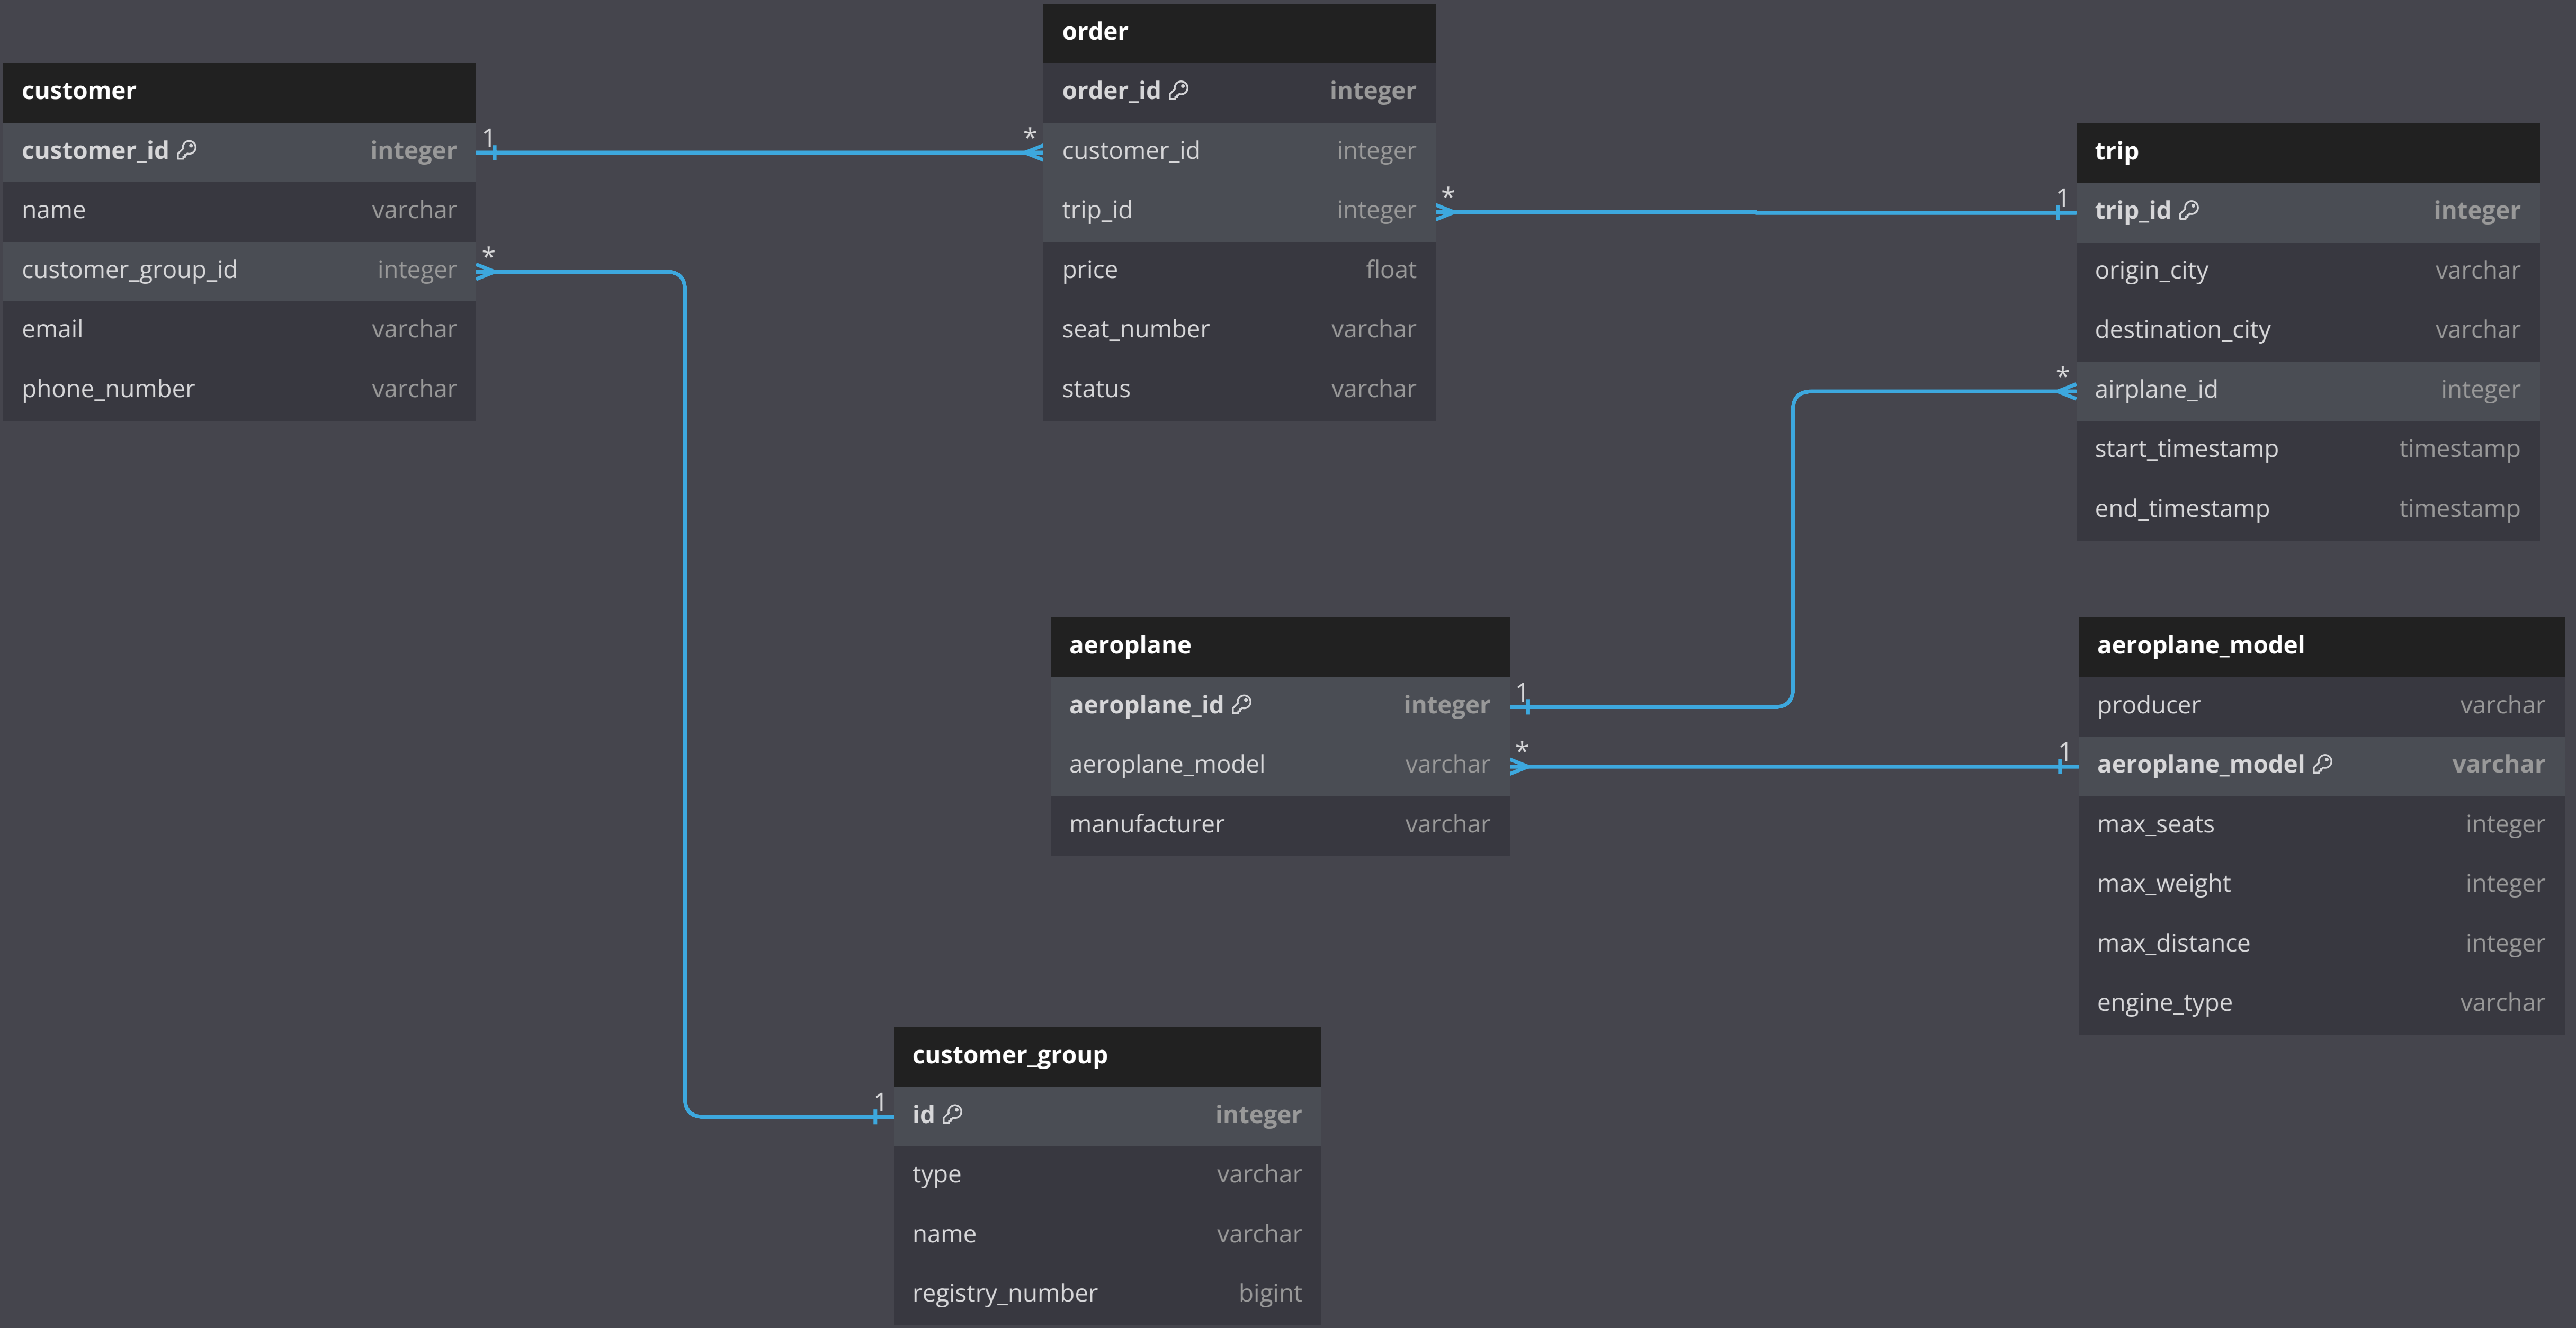 order
order_id integer
customer_id integer
trip_id integer
price float
seat_number varchar
status varchar
customer
customer_id integer
name varchar
customer_group_id integer
email varchar
phone_number varchar
1
*
*
*
1
trip
trip_id integer
origin_city varchar
destination_city varchar
airplane_id integer
start_timestamp timestamp
end_timestamp timestamp
*
aeroplane
aeroplane_id integer
aeroplane_model varchar
manufacturer varchar
1
*
1
aeroplane_model
producer varchar
aeroplane_model varchar
max_seats integer
max_weight integer
max_distance integer
engine_type varchar
1
customer_group
id integer
type varchar
name varchar
registry_number bigint